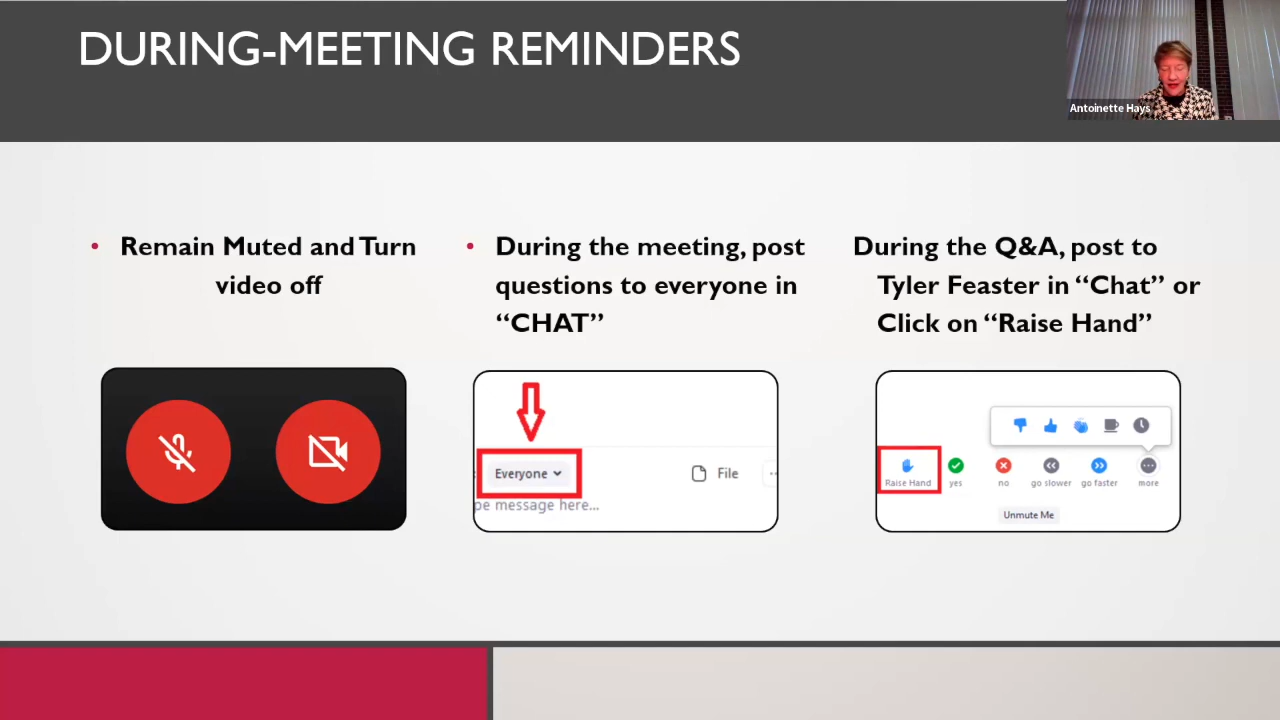 DURING-MEETING REMINDERS
Antoinette Hays
• Remain Muted and Turn
video off
• During the meeting, post
questions to everyone in
“CHAT”
During the Q&A, post to
Tyler Feaster in “Chat” or
Click on “Raise Hand”
Everyone
File
pe message here...
Raise Hand
yes
no
go slower
go faster
more
Unmute Me